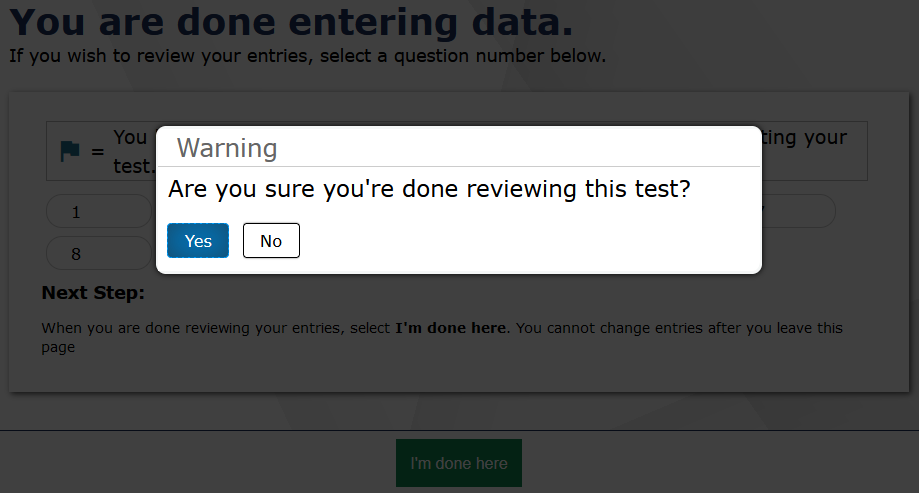 You are done entering data.
If you wish to review your entries, select a question number below.
= You
ting your
test.
Warning
Are you sure you're done reviewing this test?
Yes No
1
8
Next Step:
When you are done reviewing your entries, select I'm done here. You cannot change entries after you leave this
page
I'm done here